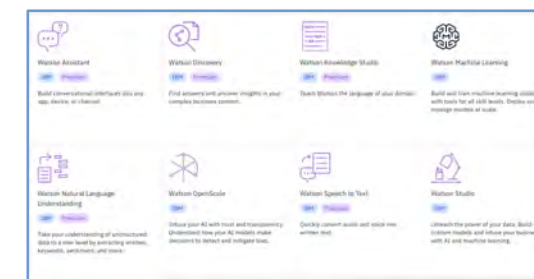 Watson Assistant
IBM Premium
Build conversational interfaces into any
app, device, or channel.
Watson Discovery
IBM Premium
Find answers and uncover insights in your
complex business content.
Watson Knowledge Studio
IBM Premium
Teach Watson the language of your domain.
Watson Machine Learning
IBM
Build and train machine learning models
with tools for all skill levels. Deploy and
manage models at scale.
Watson Natural Language
Understanding
IBM Premium
Take your understanding of unstructured
data to a new level by extracting entities,
keywords, sentiment, and more.
Watson OpenScale
IBM
Infuse your AI with trust and transparency.
Understand how your AI models make
decisions to detect and mitigate bias.
Watson Speech to Text
IBM Premium
Quickly convert audio and voice into
written text.
Watson Studio
IBM
Unleash the power of your data. Build
custom models and infuse your business
with AI and machine learning.